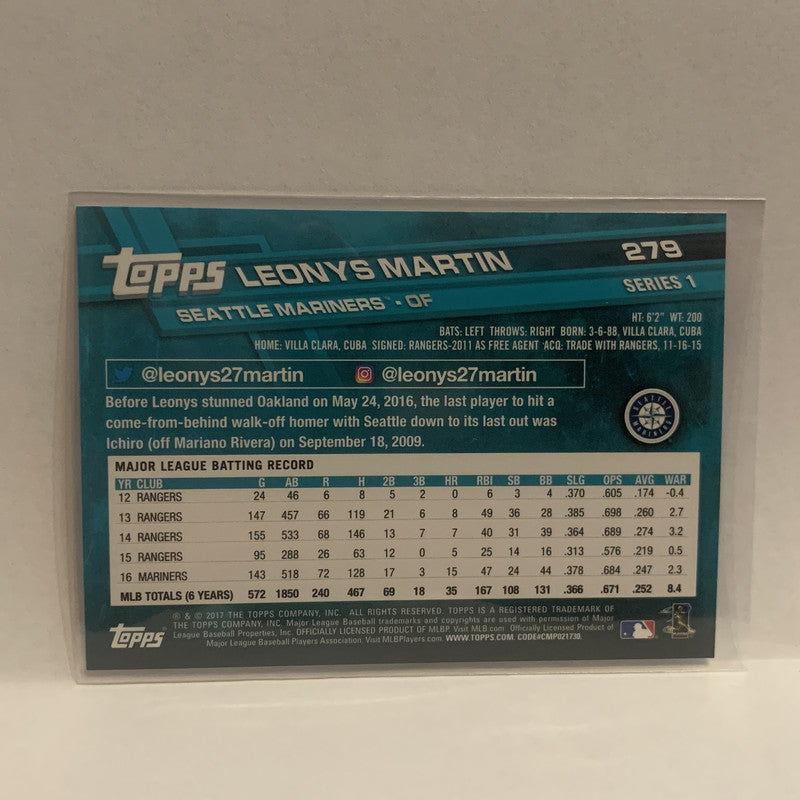 topps LEONYS MARTIN 279
SEATTLE MARINERS™ - OF SERIES 1
HT: 6'2" WT: 200
BATS: LEFT THROWS: RIGHT BORN: 3-6-88, VILLA CLARA, CUBA
HOME: VILLA CLARA, CUBA SIGNED: RANGERS-2011 AS FREE AGENT ACQ: TRADE WITH RANGERS, 11-16-15
@leonys27martin @leonys27martin
Before Leonys stunned Oakland on May 24, 2016, the last player to hit a
come-from-behind walk-off homer with Seattle down to its last out was
Ichiro (off Mariano Rivera) on September 18, 2009.
SEATTLE MARINERS
MAJOR LEAGUE BATTING RECORD
YR CLUB G AB R H 2B 3B HR RBI SB BB SLG OPS AVG WAR
12 RANGERS 24 46 6 8 5 2 0 6 3 4 .370 .605 .174 -0.4
13 RANGERS 147 457 66 119 21 6 8 49 36 28 .385 .698 .260 2.7
14 RANGERS 155 533 68 146 13 7 7 40 31 39 .364 .689 .274 3.2
15 RANGERS 95 288 26 63 12 0 5 25 14 16 .313 .576 .219 0.5
16 MARINERS 143 518 72 128 17 3 15 47 24 44 .378 .684 .247 2.3
MLB TOTALS (6 YEARS) 572 1850 240 467 69 18 35 167 108 131 .366 .671 .252 8.4
topps
® & © 2017 THE TOPPS COMPANY, INC. ALL RIGHTS RESERVED. TOPPS IS A REGISTERED TRADEMARK OF
THE TOPPS COMPANY, INC. Major League Baseball trademarks and copyrights are used with permission of Major
League Baseball Properties, Inc. OFFICIALLY LICENSED PRODUCT OF MLBP. Visit MLB.com. Officially Licensed Product of
Major League Baseball Players Association. Visit MLBPlayers.com. WWW.TOPPS.COM. CODE#CMP021730.